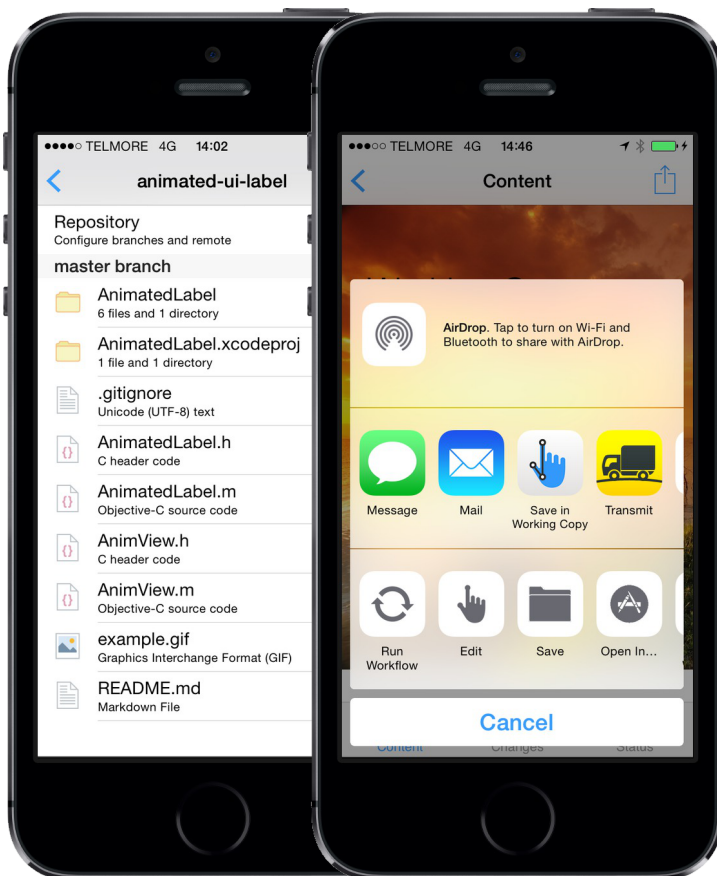 TELMORE 4G 14:02
animated-ui-label
Repository
Configure branches and remote
master branch
AnimatedLabel
6 files and 1 directory
AnimatedLabel.xcodeproj
1 file and 1 directory
.gitignore
Unicode (UTF-8) text
{} AnimatedLabel.h
C header code
{} AnimatedLabel.m
Objective-C source code
{} AnimView.h
C header code
{} AnimView.m
Objective-C source code
example.gif
Graphics Interchange Format (GIF)
README.md
Markdown File
TELMORE 4G 14:46
Content
AirDrop. Tap to turn on Wi-Fi and
Bluetooth to share with AirDrop.
Message Mail Save in Transmit
Working Copy
Run Edit Save Open In...
Workflow
Cancel
Content Changes Status